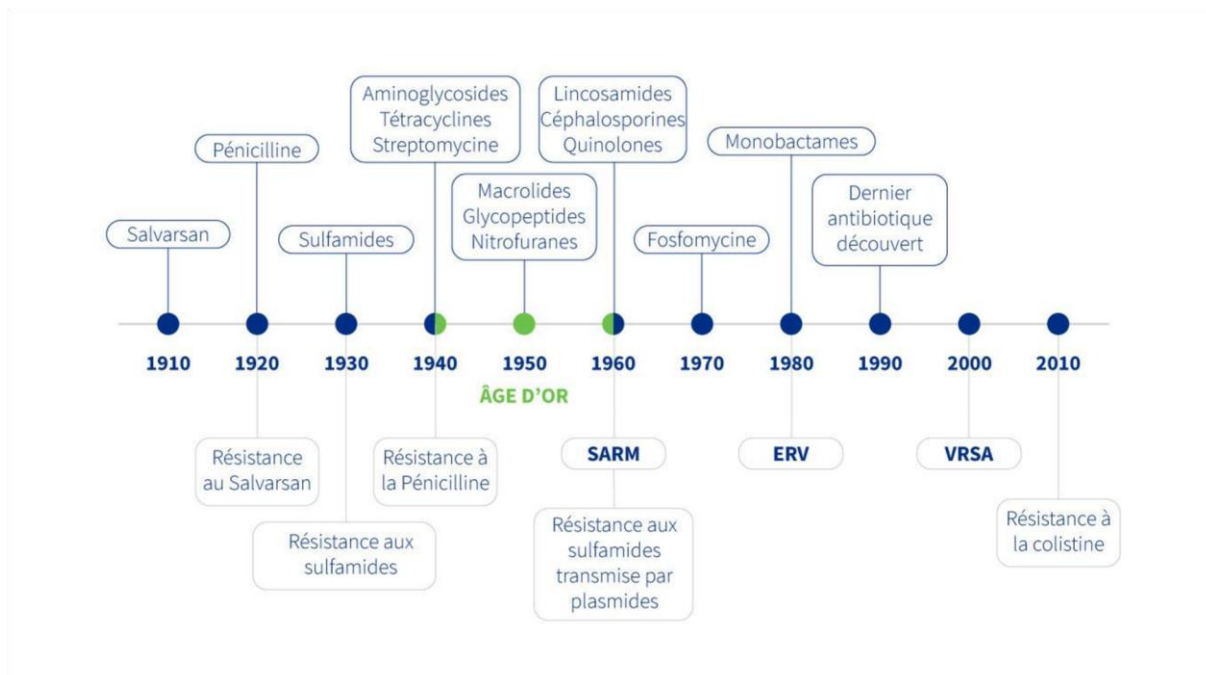 Aminoglycosides
Tétracyclines
Streptomycine
Lincosamides
Céphalosporines
Quinolones
Pénicilline
Monobactames
Macrolides
Glycopeptides
Nitrofuranes
Dernier
antibiotique
découvert
Salvarsan
Sulfamides
Fosfomycine
1910
1920
1930
1940
1950
1960
1970
1980
1990
2000
2010
ÂGE D’OR
Résistance
au Salvarsan
Résistance à
la Pénicilline
SARM
ERV
VRSA
Résistance aux
sulfamides
Résistance aux
sulfamides
transmise par
plasmides
Résistance à
la colistine